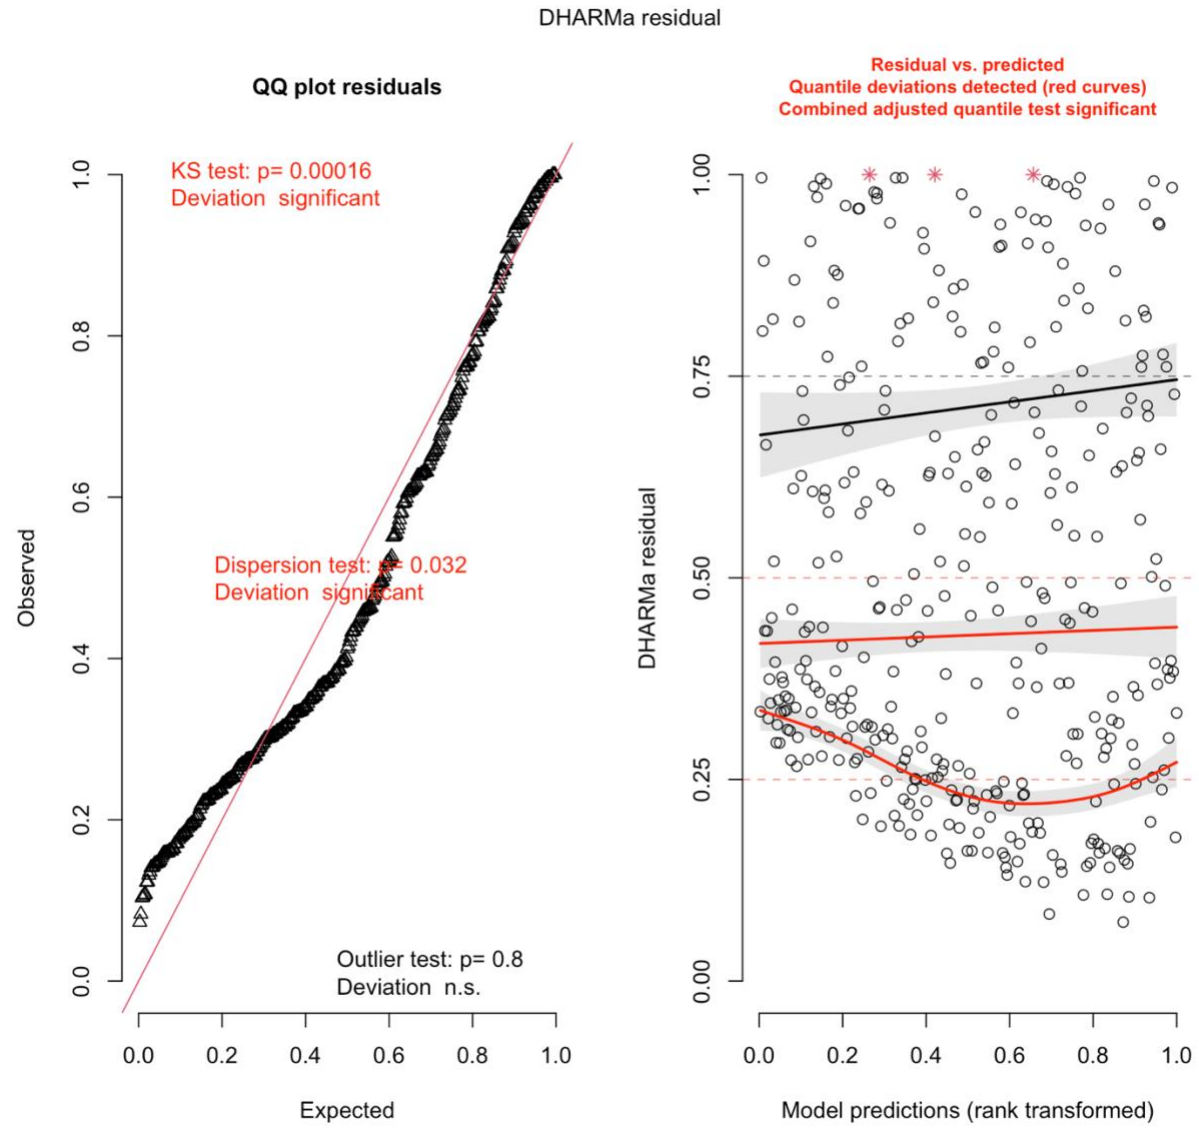 DHARMa residual
QQ plot residuals
KS test: p= 0.00016
Deviation  significant
Dispersion test: p= 0.032
Deviation  significant
Outlier test: p= 0.8
Deviation  n.s.
Observed
0.0
0.2
0.4
0.6
0.8
1.0
0.0 0.2 0.4 0.6 0.8 1.0
Expected
Residual vs. predicted
Quantile deviations detected (red curves)
Combined adjusted quantile test significant
DHARMa residual
0.00
0.25
0.50
0.75
1.00
0.0 0.2 0.4 0.6 0.8 1.0
Model predictions (rank transformed)